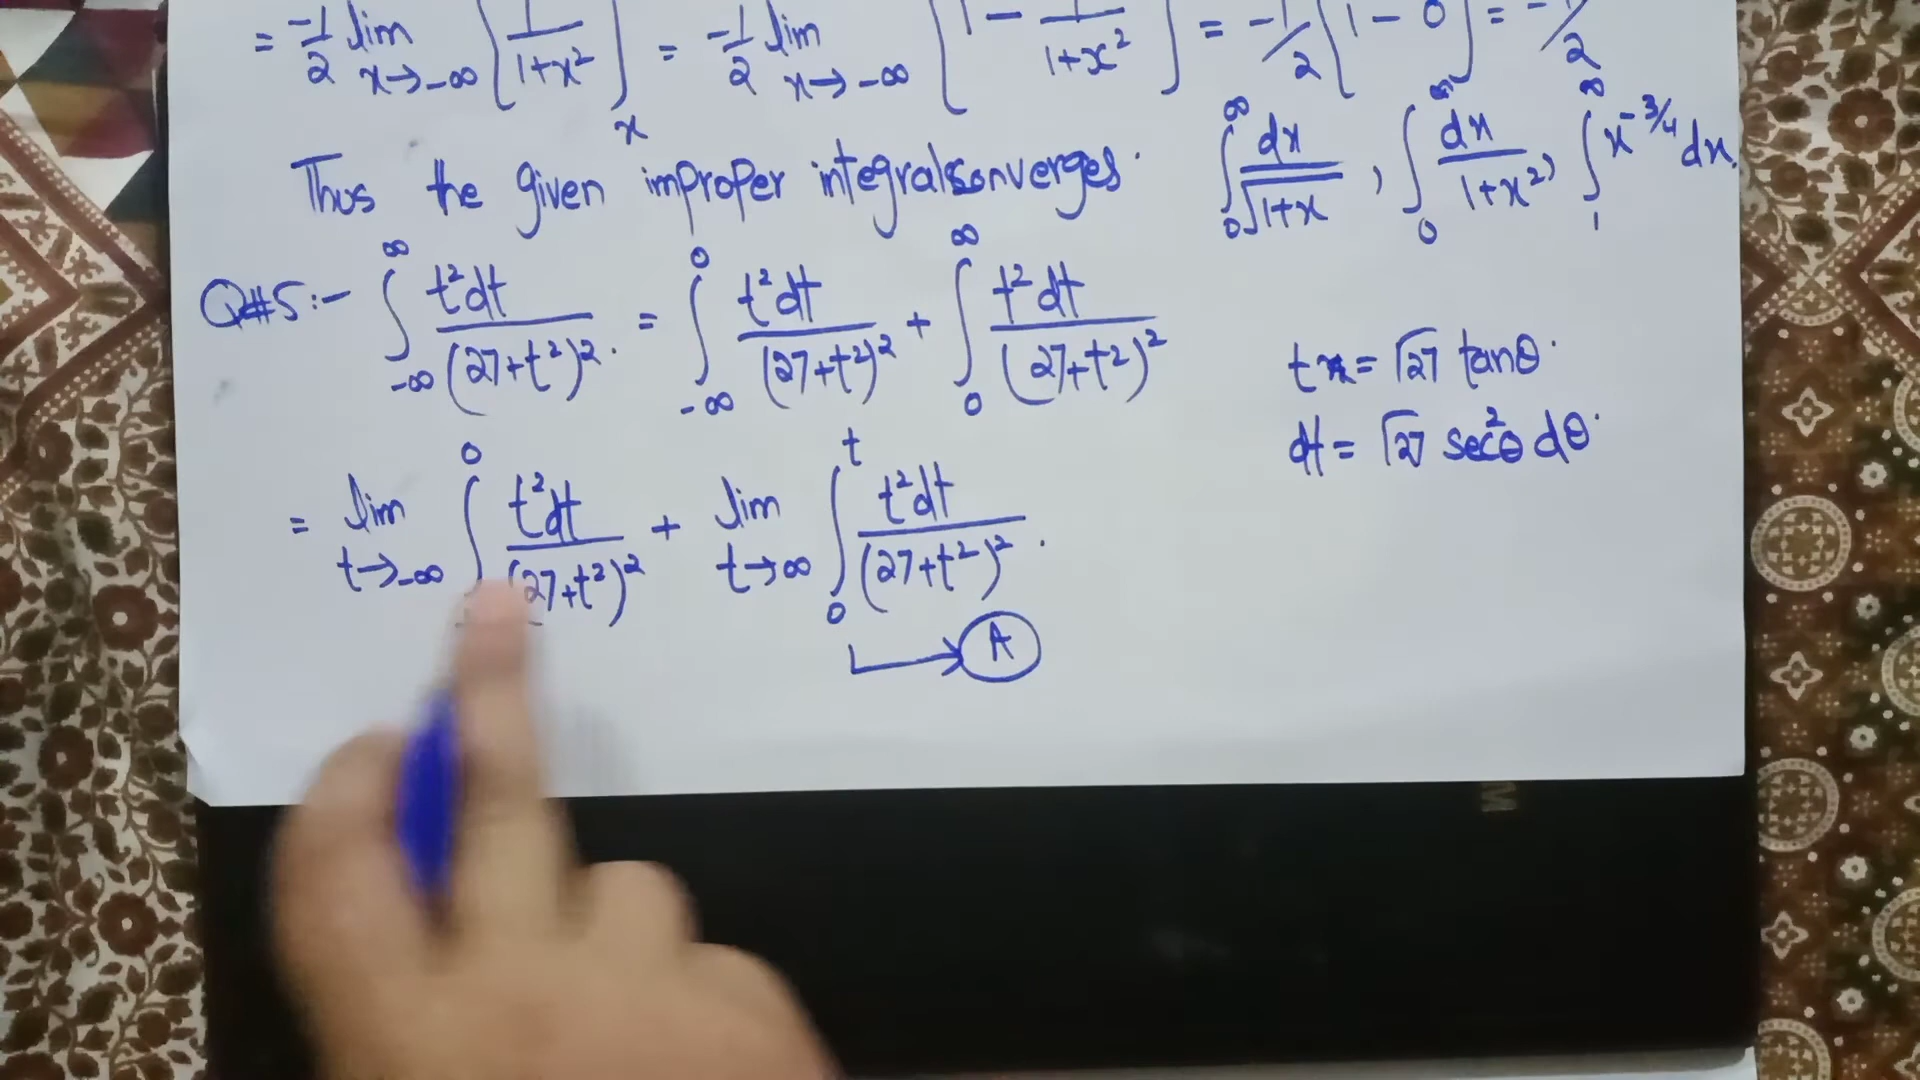 = -1/2 lim x→-∞ [1/(1+x²)]ₓ = -1/2 lim x→-∞ [1 - 1/(1+x²)] = -1/2 [1 - 0] = -1/2
Thus the given improper integrals converges. ∫₀^∞ dx/√(1+x), ∫₀^∞ dx/(1+x²), ∫₁^∞ x^(-3/4) dx.
Q#5:- ∫_{-∞}^{∞} t²dt/(27+t²)². = ∫_{-∞}^{0} t²dt/(27+t²)² + ∫₀^∞ t²dt/(27+t²)²
t = √27 tanθ.
dt = √27 sec²θ dθ.
= lim t→-∞ ∫^0 t²dt/(27+t²)² + lim t→∞ ∫₀^t t²dt/(27+t²)².
A